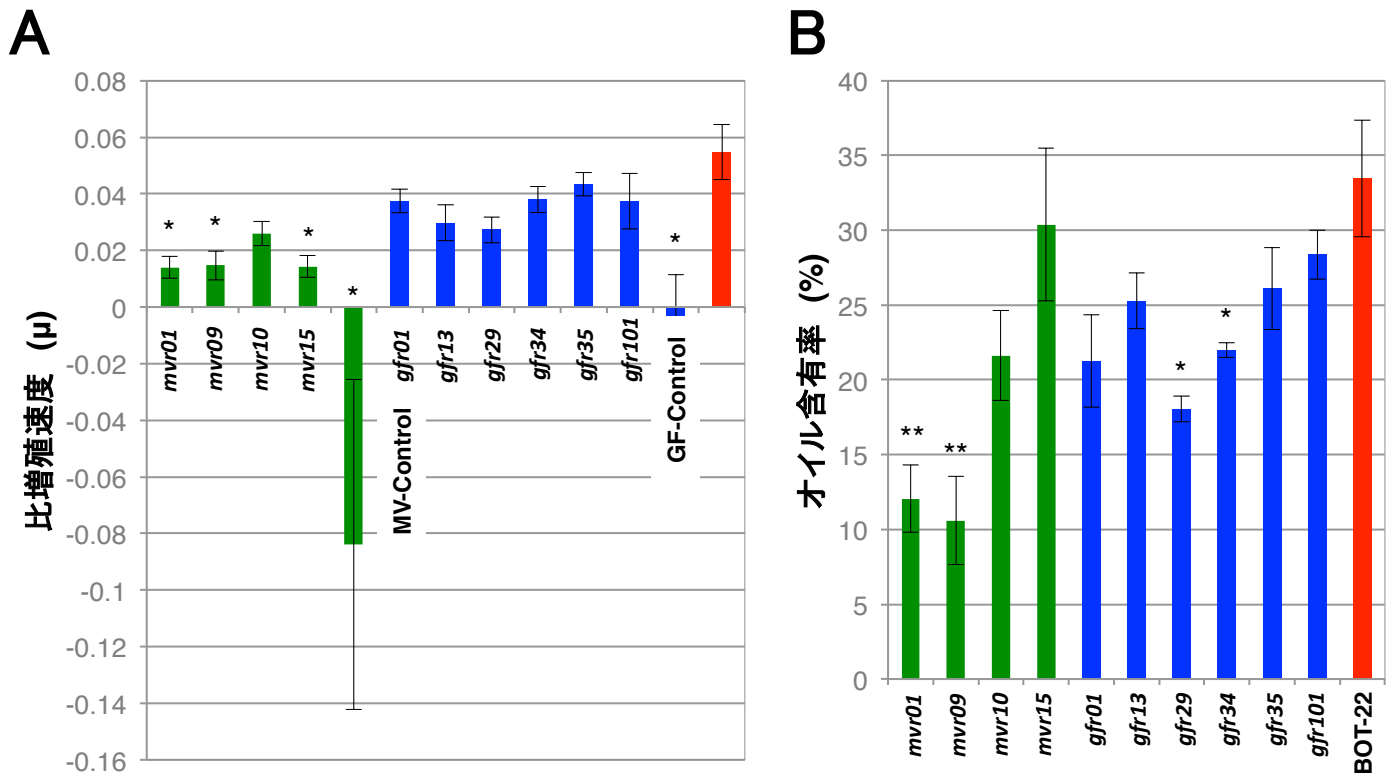 A
0.08
0.06
0.04
0.02
0
-0.02
-0.04
-0.06
-0.08
-0.1
-0.12
-0.14
-0.16
比増殖速度 (μ)
*
*
*
*
*
mvr01
mvr09
mvr10
mvr15
MV-Control
gfr01
gfr13
gfr29
gfr34
gfr35
gfr101
GF-Control
B
40
35
30
25
20
15
10
5
0
オイル含有率 (%)
**
**
*
*
mvr01
mvr09
mvr10
mvr15
gfr01
gfr13
gfr29
gfr34
gfr35
gfr101
BOT-22